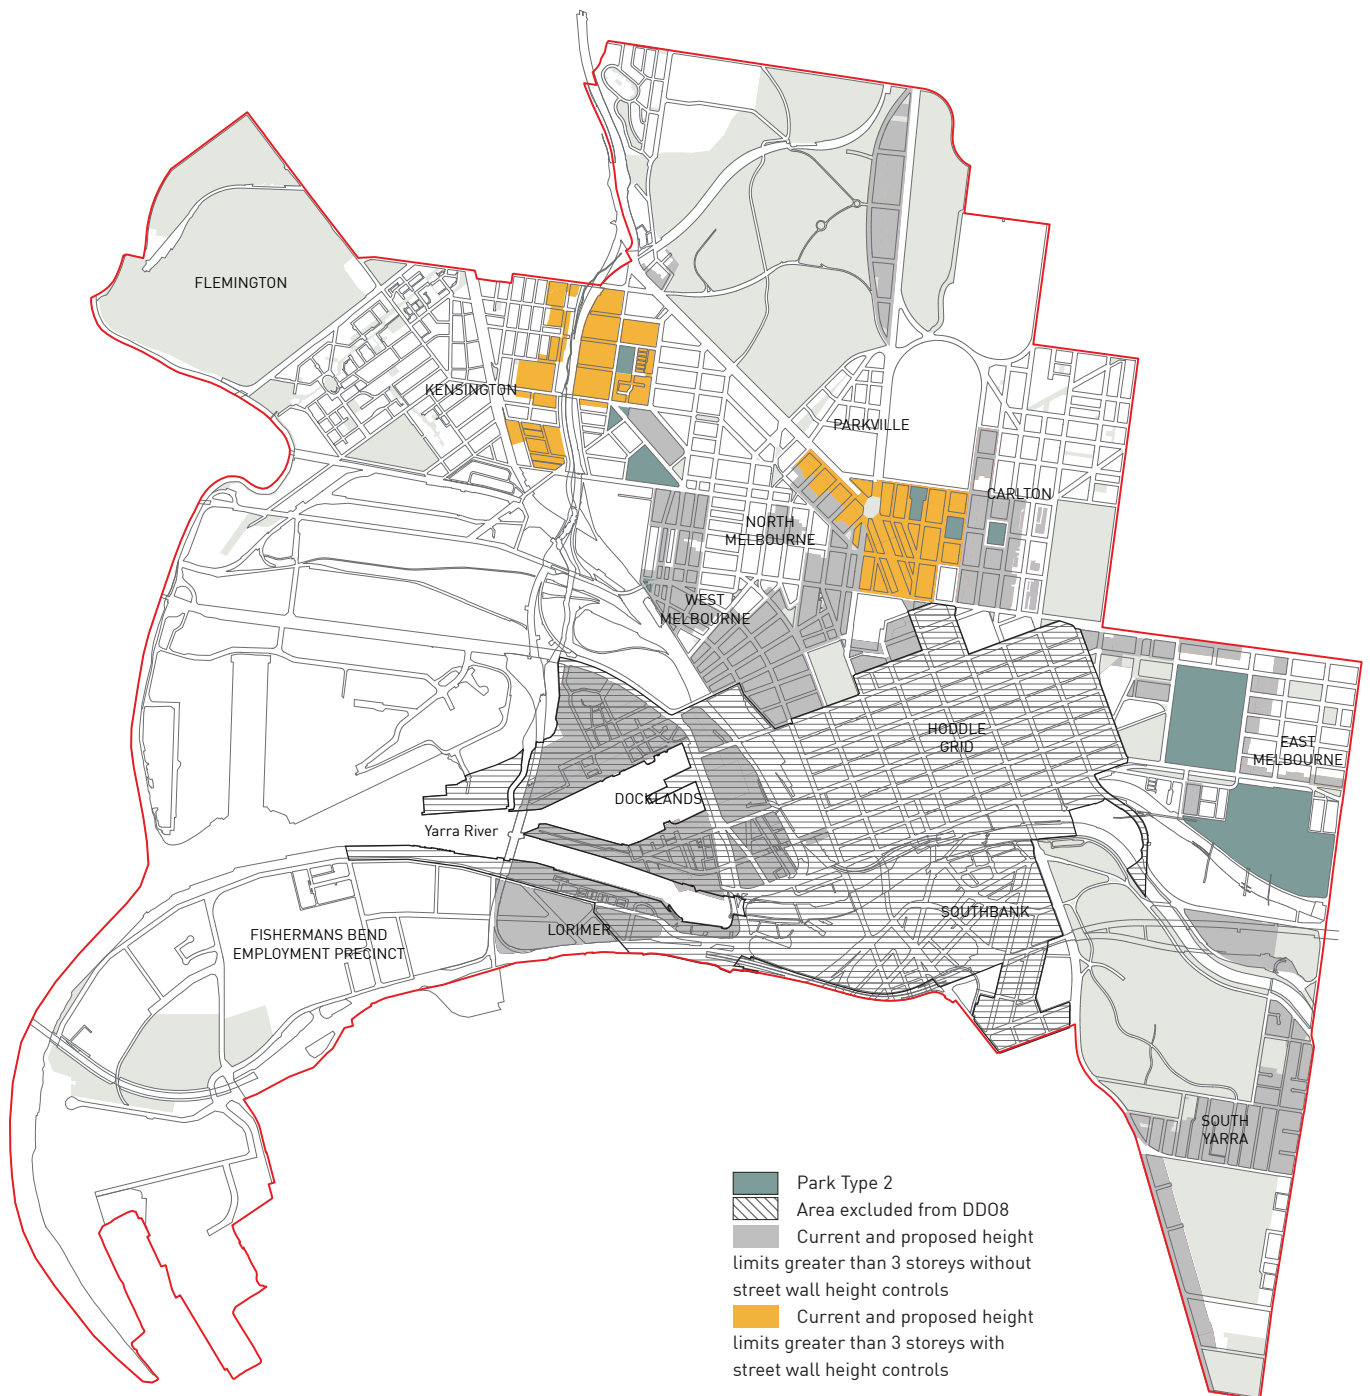 FLEMINGTON
KENSINGTON
PARKVILLE
CARLTON
NORTH
MELBOURNE
WEST
MELBOURNE
HODDLE
GRID
EAST
MELBOURNE
DOCKLANDS
Yarra River
SOUTHBANK
LORIMER
FISHERMANS BEND
EMPLOYMENT PRECINCT
SOUTH
YARRA
Park Type 2
Area excluded from DDO8
Current and proposed height
limits greater than 3 storeys without
street wall height controls
Current and proposed height
limits greater than 3 storeys with
street wall height controls